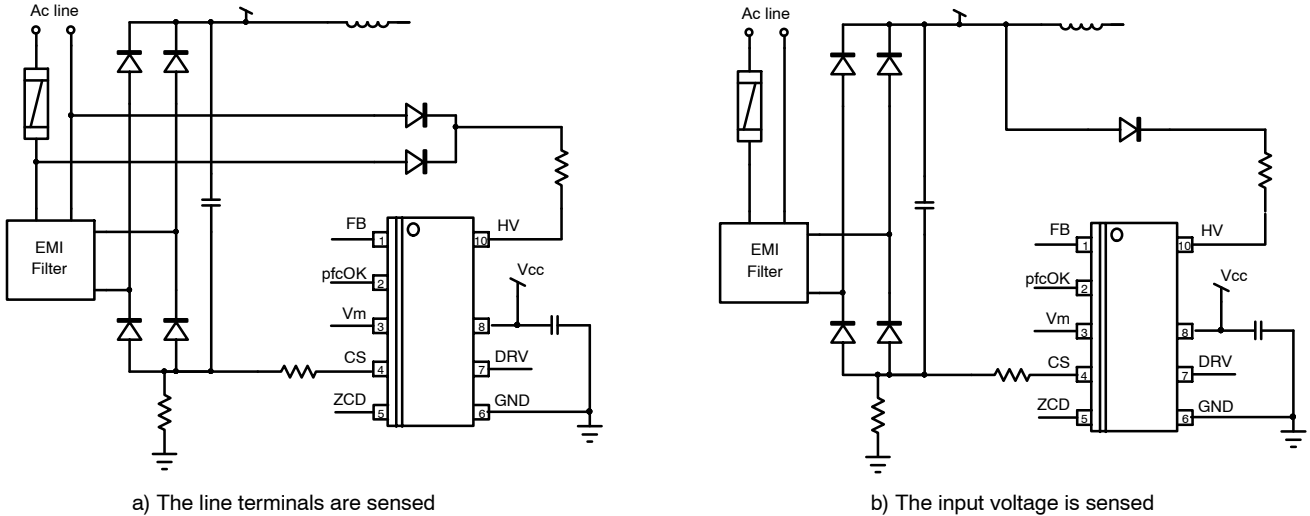 Ac line
EMI
Filter
FB
1
pfcOK
2
Vm
3
CS
4
ZCD
5
HV
10
Vcc
8
DRV
7
GND
6
a) The line terminals are sensed
Ac line
EMI
Filter
FB
1
pfcOK
2
Vm
3
CS
4
ZCD
5
HV
10
Vcc
8
DRV
7
GND
6
b) The input voltage is sensed